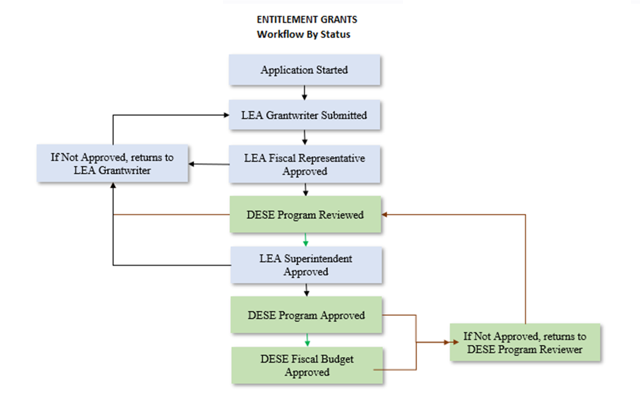 ENTITLEMENT GRANTS
Workflow By Status
Application Started
LEA Grantwriter Submitted
If Not Approved, returns to
LEA Grantwriter
LEA Fiscal Representative
Approved
DESE Program Reviewed
LEA Superintendent
Approved
DESE Program Approved
If Not Approved, returns to
DESE Program Reviewer
DESE Fiscal Budget
Approved